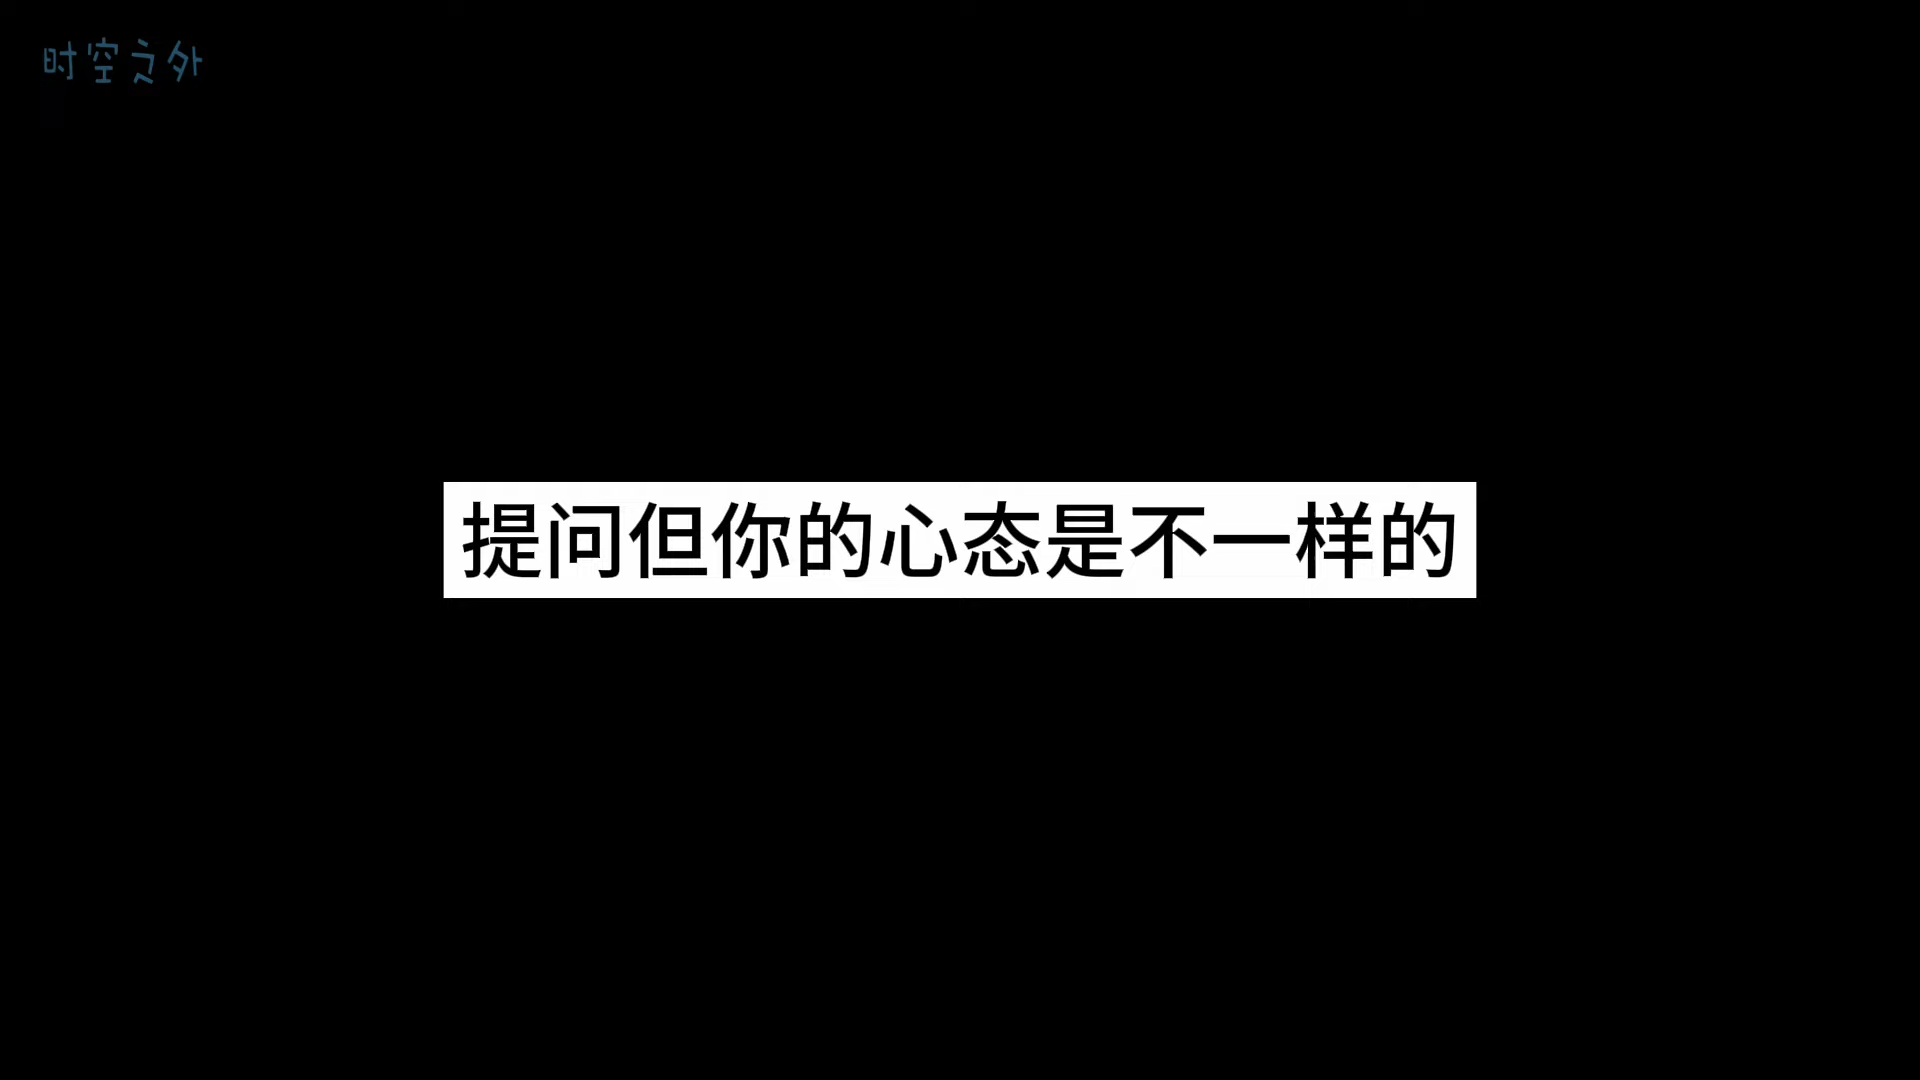 时空之外
提问但你的心态是不一样的